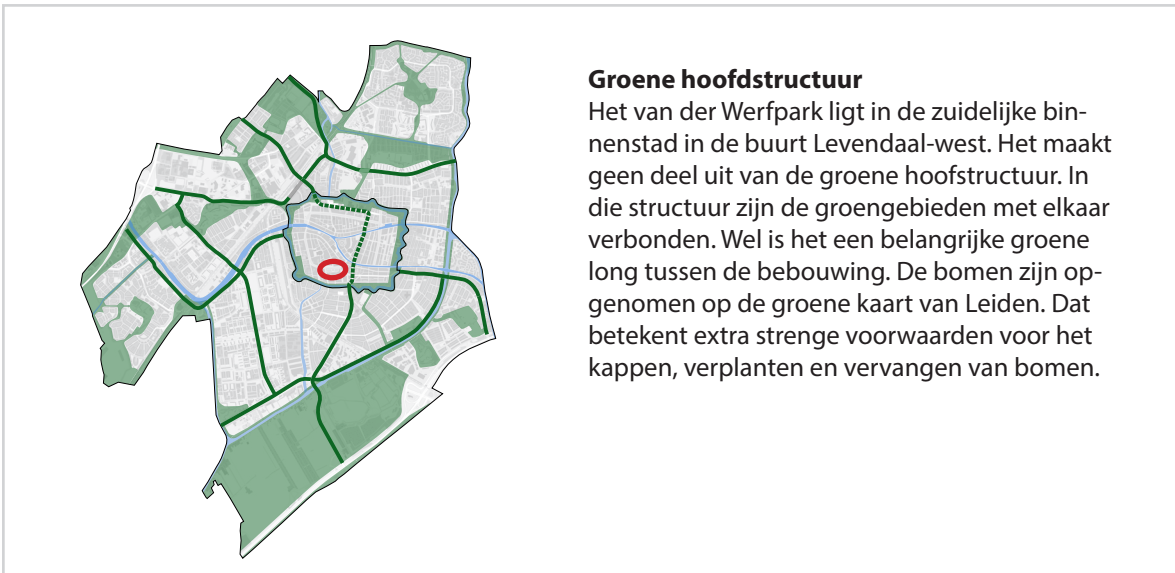 Groene hoofdstructuur
Het van der Werfpark ligt in de zuidelijke bin-
nenstad in de buurt Levendaal-west. Het maakt
geen deel uit van de groene hoofstructuur. In
die structuur zijn de groengebieden met elkaar
verbonden. Wel is het een belangrijke groene
long tussen de bebouwing. De bomen zijn op-
genomen op de groene kaart van Leiden. Dat
betekent extra strenge voorwaarden voor het
kappen, verplanten en vervangen van bomen.